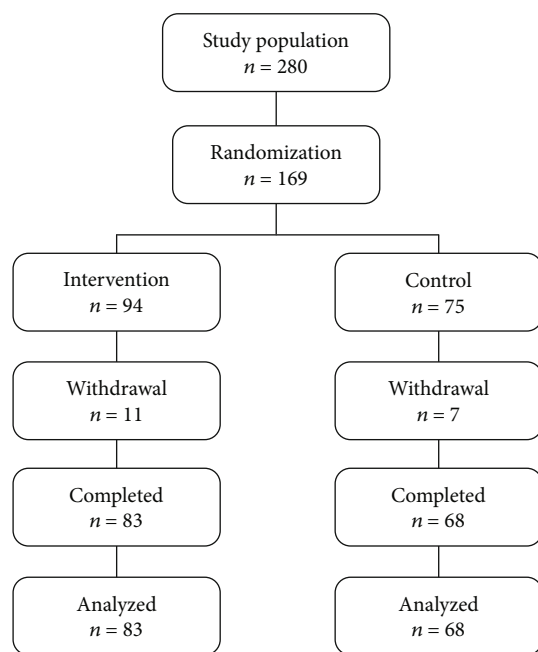 Study population
n = 280
Randomization
n = 169
Intervention
n = 94
Control
n = 75
Withdrawal
n = 11
Withdrawal
n = 7
Completed
n = 83
Completed
n = 68
Analyzed
n = 83
Analyzed
n = 68